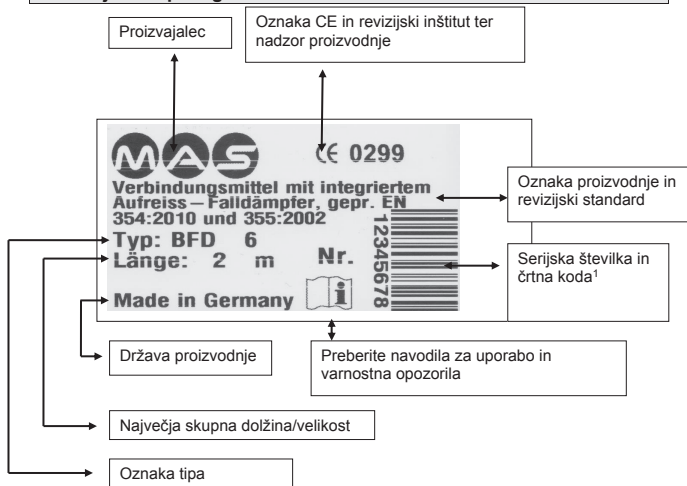 Proizvajalec
Oznaka CE in revizijski inštitut ter
nadzor proizvodnje
MAS
CE 0299
Verbindungsmittel mit integriertem
Aufreiss – Falldämpfer, gepr. EN
354:2010 und 355:2002
Typ: BFD 6
Länge: 2 m
Nr.
12345678
Made in Germany
i
Oznaka proizvodnje in
revizijski standard
Serijska številka in
črtna koda¹
Država proizvodnje
Preberite navodila za uporabo in
varnostna opozorila
Največja skupna dolžina/velikost
Oznaka tipa